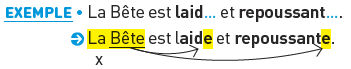 EXEMPLE • La Bête est laid... et repoussant....
➲ La Bête est laide et repoussante.
x